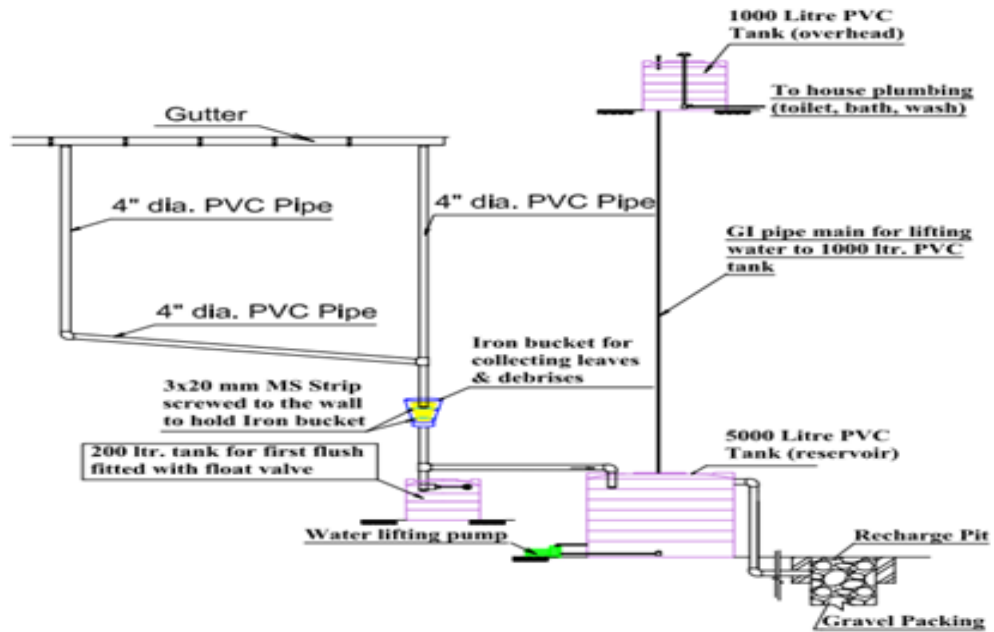 1000 Litre PVC
Tank (overhead)
To house plumbing
(toilet, bath, wash)
Gutter
4" dia. PVC Pipe
4" dia. PVC Pipe
GI pipe main for lifting
water to 1000 ltr. PVC
tank
4" dia. PVC Pipe
Iron bucket for
collecting leaves
& debrises
3x20 mm MS Strip
screwed to the wall
to hold Iron bucket
200 ltr. tank for first flush
fitted with float valve
5000 Litre PVC
Tank (reservoir)
Water lifting pump
Recharge Pit
Gravel Packing